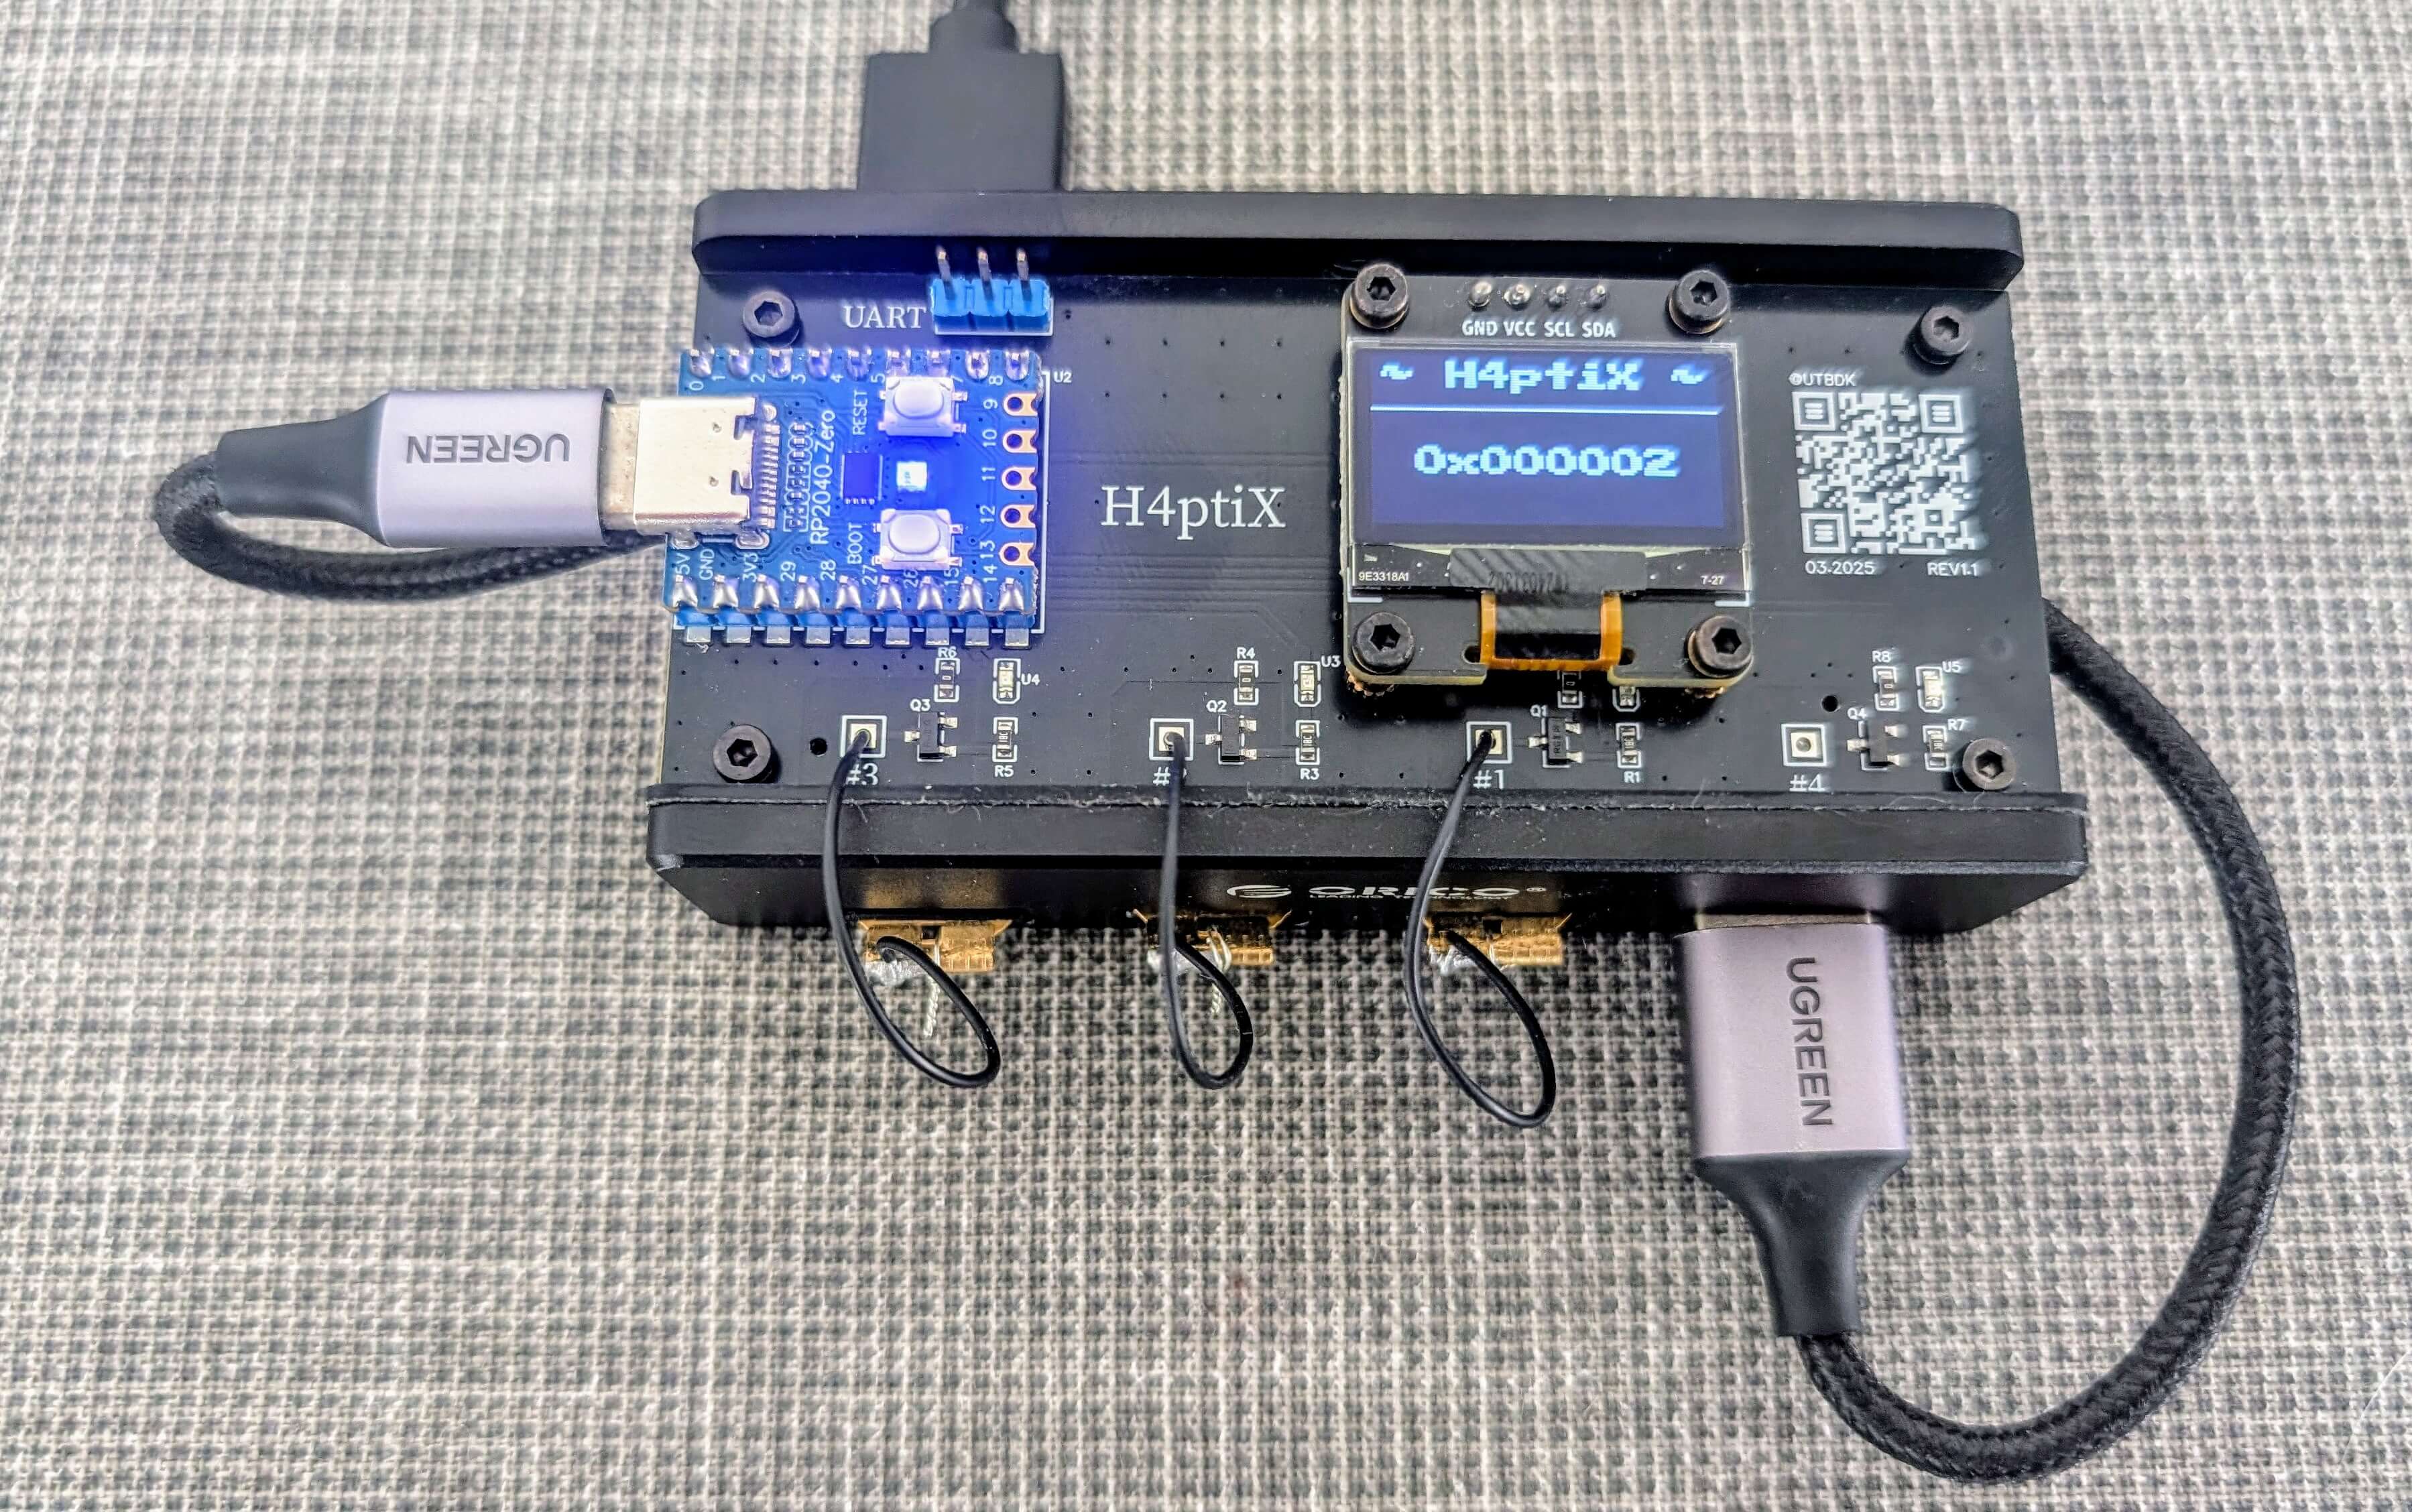 UART
GND VCC SCL SDA
~ H4ptiX ~
0x000002
@UTBDK
03-2025 REV1.1
U2
0 1 2 3 4 5 8
9
10
11
12
13
14
RESET
RP2040-Zero
BOOT
5V GND 3V3 29 28 27 26 15
UGREEN
H4ptiX
9E3318A1
7-27
R6
U4
Q3
R5
#3
R4
U3
Q2
R3
Q1
R1
#1
R8
U5
Q4
R7
#4
ORICO®
LEADING TECHNOLOGY
UGREEN